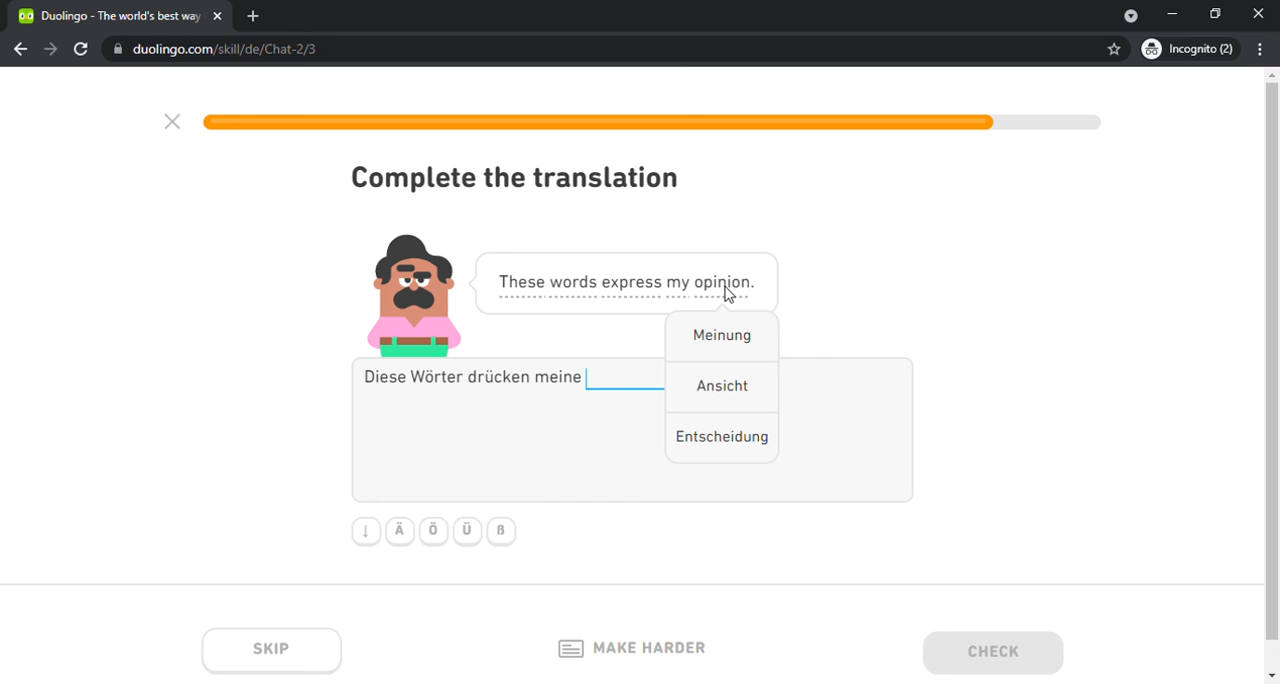 Duolingo - The world's best way
duolingo.com/skill/de/Chat-2/3
Incognito (2)
Complete the translation
These words express my opinion.
Meinung
Ansicht
Entscheidung
Diese Wörter drücken meine
↓ Ä Ö Ü ß
SKIP
MAKE HARDER
CHECK